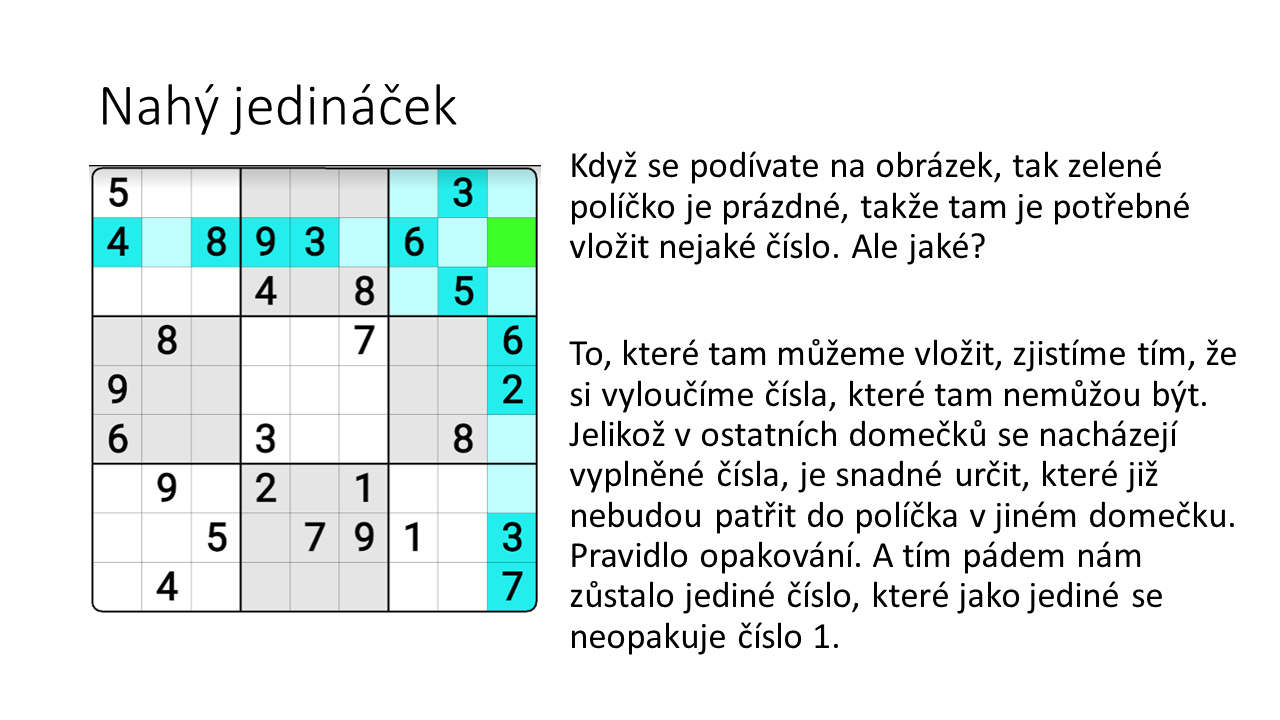 Nahý jedináček
5 3
4 8 9 3 6
4 8 5
8 7 6
9 2
6 3 8
9 2 1
5 7 9 1 3
4 7
Když se podívate na obrázek, tak zelené
políčko je prázdné, takže tam je potřebné
vložit nejaké číslo. Ale jaké?
To, které tam můžeme vložit, zjistíme tím, že
si vyloučíme čísla, které tam nemůžou být.
Jelikož v ostatních domečků se nacházejí
vyplněné čísla, je snadné určit, které již
nebudou patřit do políčka v jiném domečku.
Pravidlo opakování. A tím pádem nám
zůstalo jediné číslo, které jako jediné se
neopakuje číslo 1.